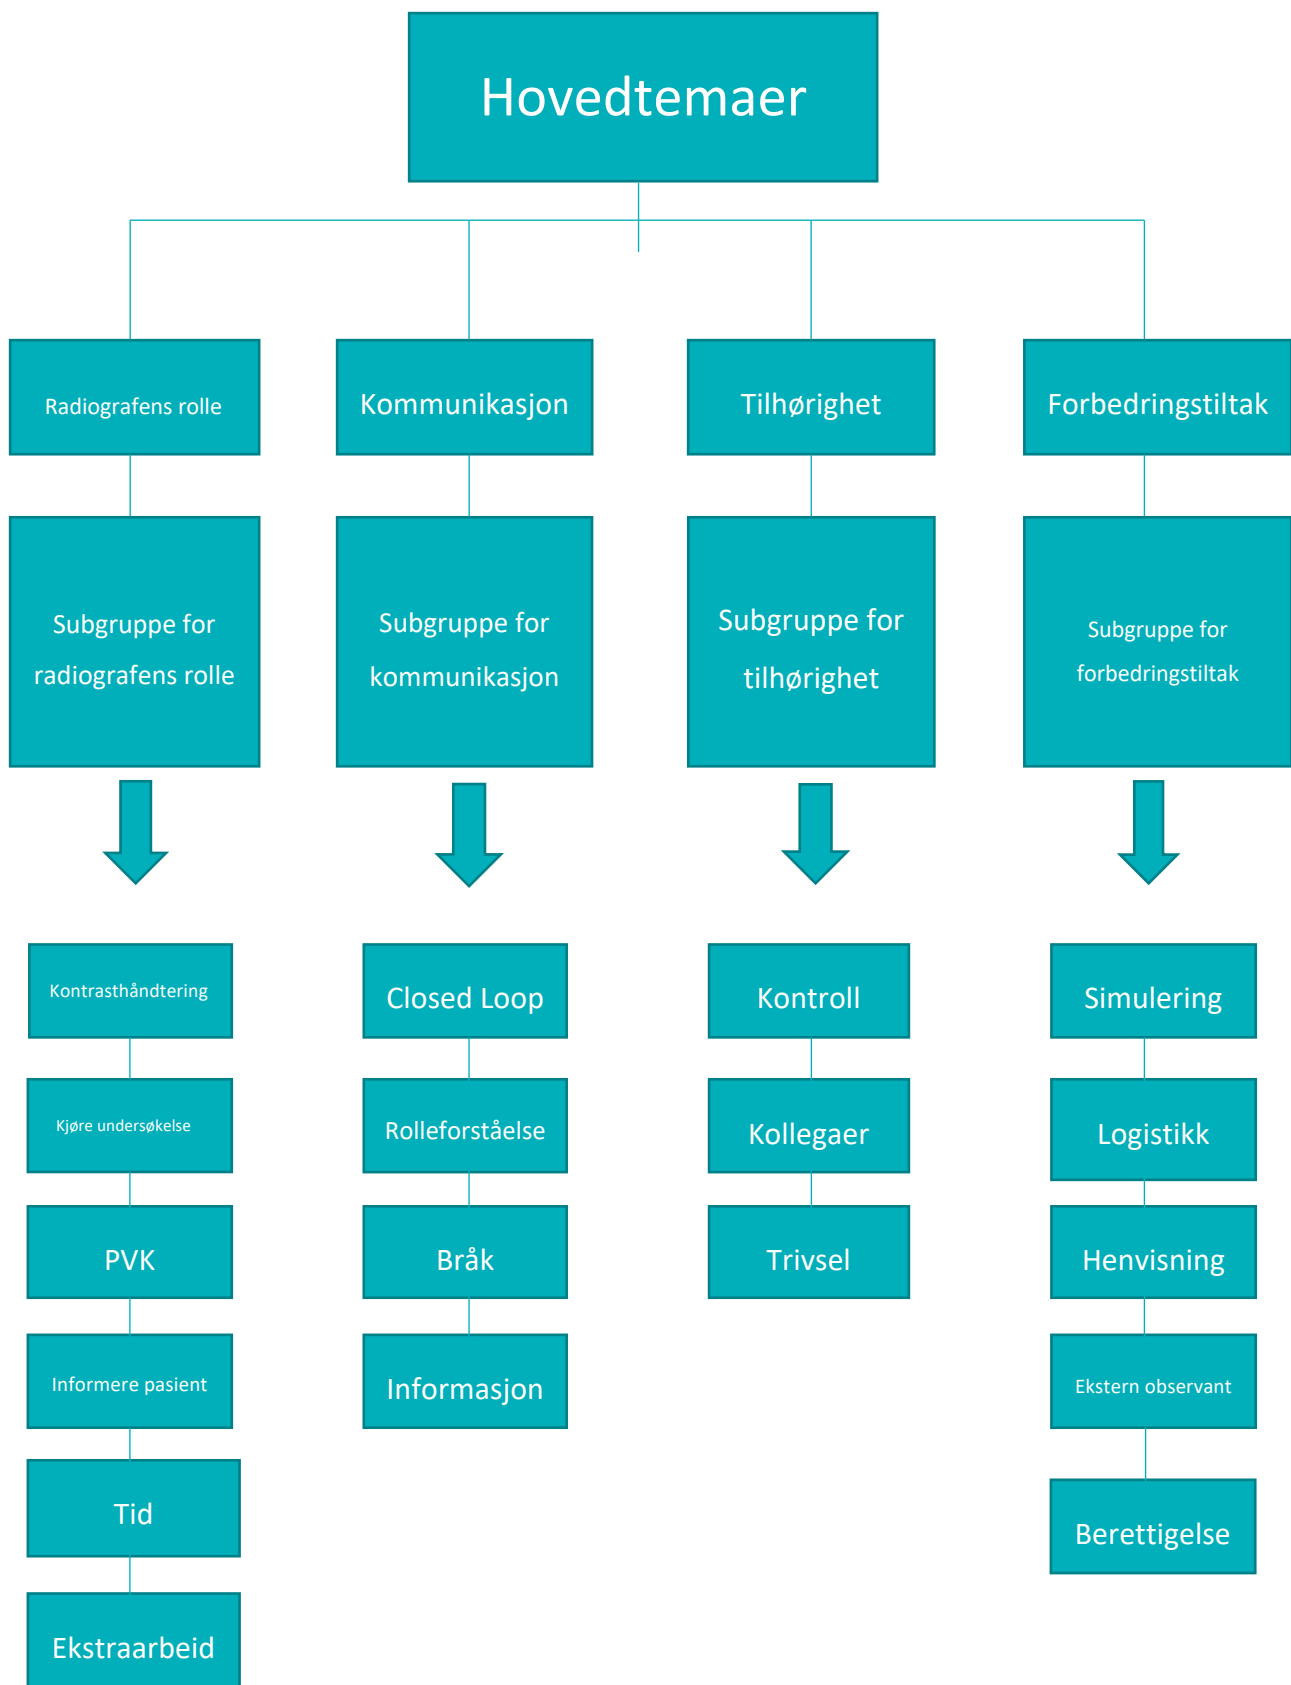 Hovedtemaer
Radiografens rolle
Kommunikasjon
Tilhørighet
Forbedringstiltak
Subgruppe for
radiografens rolle
Subgruppe for
kommunikasjon
Subgruppe for
tilhørighet
Subgruppe for
forbedringstiltak
Kontrasthåndtering
Kjøre undersøkelse
PVK
Informere pasient
Tid
Ekstraarbeid
Closed Loop
Rolleforståelse
Bråk
Informasjon
Kontroll
Kollegaer
Trivsel
Simulering
Logistikk
Henvisning
Ekstern observant
Berettigelse